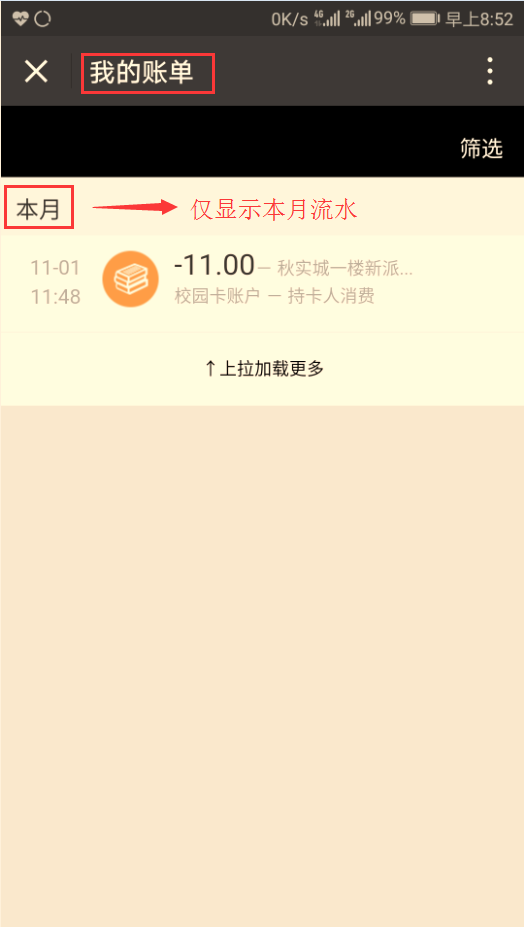 0K/s 4G 2G 99% 早上8:52
我的账单
筛选
本月 仅显示本月流水
11-01 -11.00— 秋实城一楼新派...
11:48 校园卡账户 — 持卡人消费
↑上拉加载更多